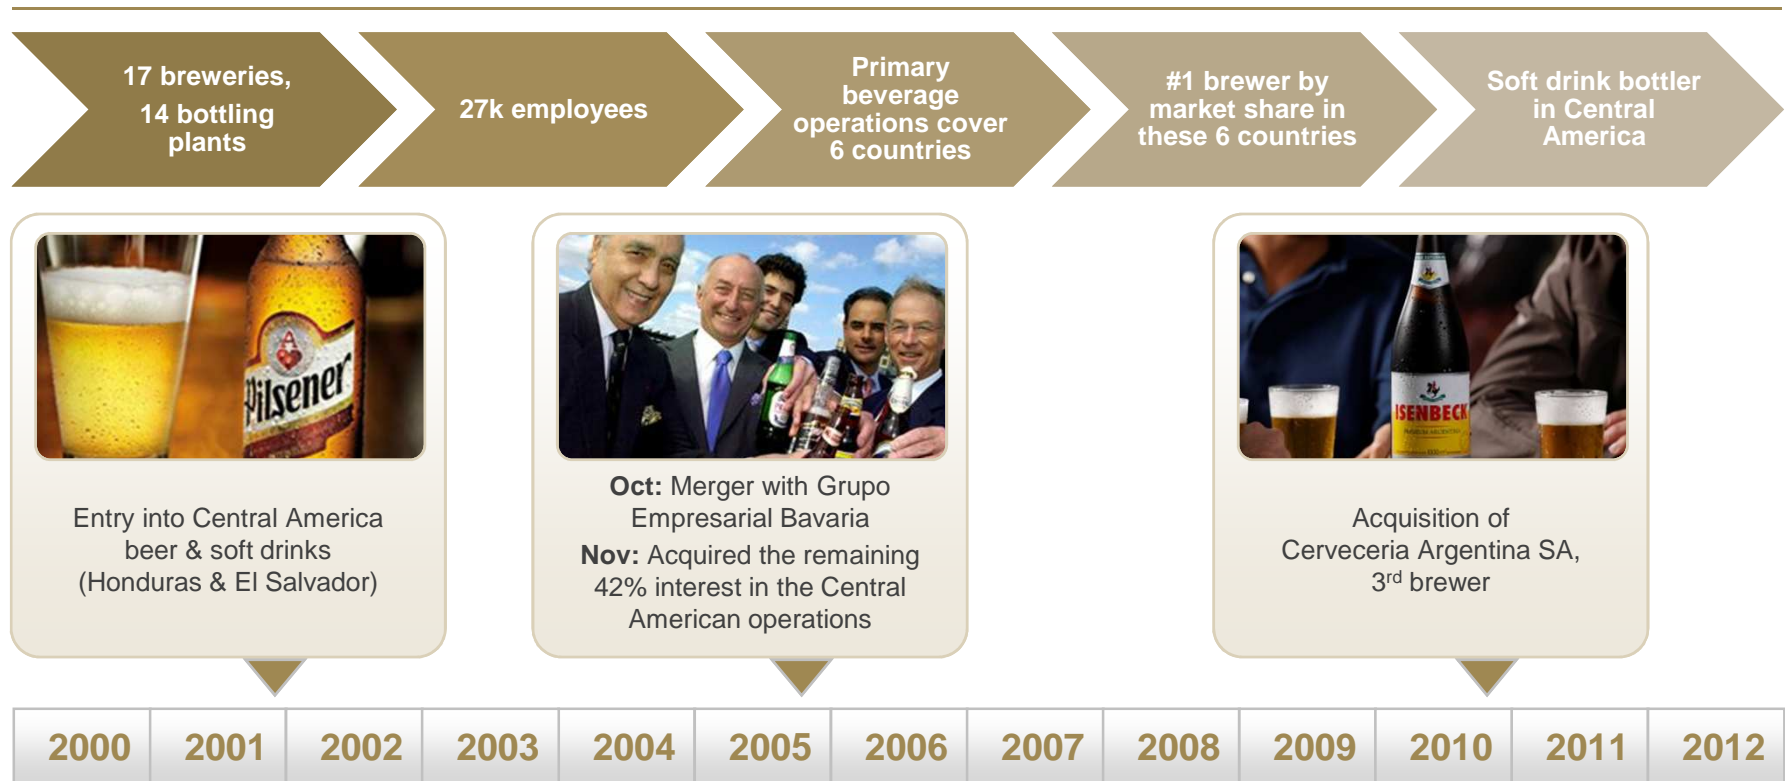 17 breweries,
14 bottling
plants
27k employees
Primary
beverage
operations cover
6 countries
#1 brewer by
market share in
these 6 countries
Soft drink bottler
in Central
America
Pilsener
ISENBECK
Entry into Central America
beer & soft drinks
(Honduras & El Salvador)
Oct: Merger with Grupo
Empresarial Bavaria
Nov: Acquired the remaining
42% interest in the Central
American operations
Acquisition of
Cerveceria Argentina SA,
3rd brewer
2000 2001 2002 2003 2004 2005 2006 2007 2008 2009 2010 2011 2012